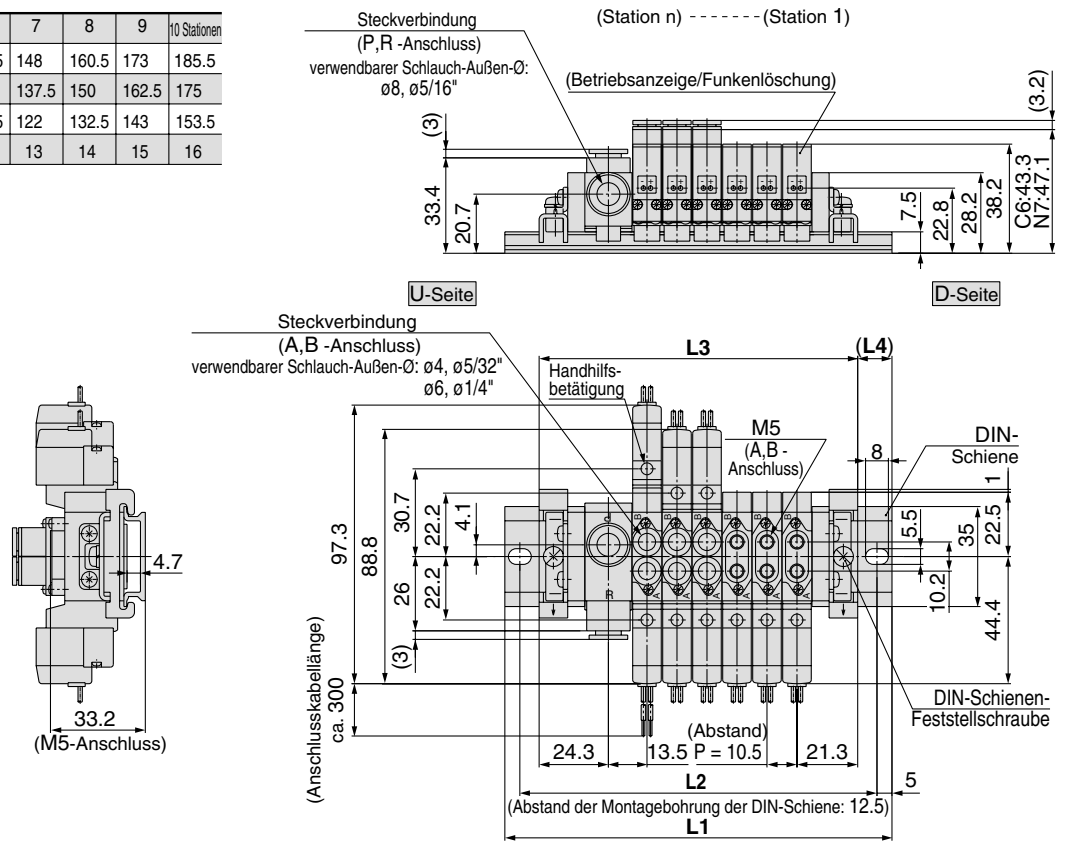 7 8 9 10 Stationen
5 148 160.5 173 185.5
137.5 150 162.5 175
5 122 132.5 143 153.5
13 14 15 16
Steckverbindung
(P,R -Anschluss)
verwendbarer Schlauch-Außen-Ø:
ø8, ø5/16"
(Station n) - - - - - - - (Station 1)
(Betriebsanzeige/Funkenlöschung)
(3)
33.4
20.7
7.5
22.8
28.2
38.2
C6:43.3
N7:47.1
(3.2)
U-Seite
D-Seite
Steckverbindung
(A,B -Anschluss)
verwendbarer Schlauch-Außen-Ø: ø4, ø5/32"
ø6, ø1/4"
Handhilfs-
betätigung
L3
(L4)
M5
(A,B -
Anschluss)
DIN-
Schiene
8
1
97.3
88.8
30.7
22.2
4.1
26
22.2
(3)
5.5
10.2
35
22.5
44.4
B B B B B B
A A A A A A
P
R
4.7
33.2
(M5-Anschluss)
(Anschlusskabellänge)
ca. 300
DIN-Schienen-
Feststellschraube
(Abstand)
24.3 13.5 P = 10.5 21.3
L2
5
(Abstand der Montagebohrung der DIN-Schiene: 12.5)
L1